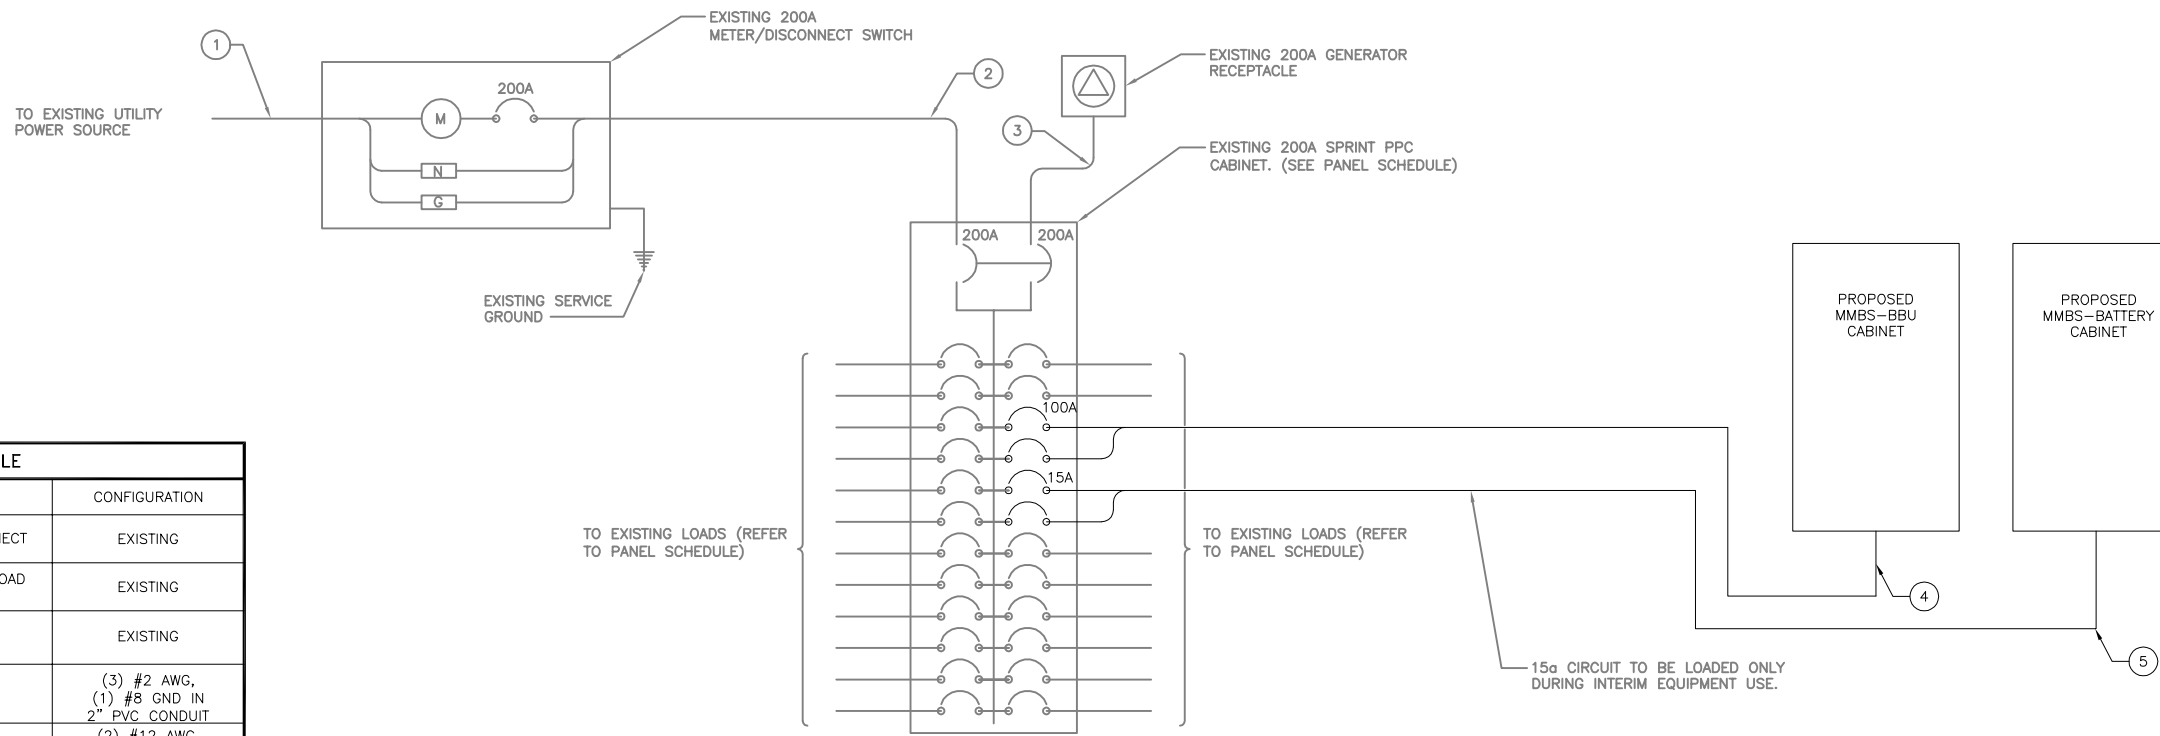 EXISTING 200A
METER/DISCONNECT SWITCH
1
200A
M
N
G
TO EXISTING UTILITY
POWER SOURCE
2
EXISTING 200A GENERATOR
RECEPTACLE
3
EXISTING 200A SPRINT PPC
CABINET. (SEE PANEL SCHEDULE)
200A
200A
EXISTING SERVICE
GROUND
PROPOSED
MMBS-BBU
CABINET
PROPOSED
MMBS-BATTERY
CABINET
100A
15A
TO EXISTING LOADS (REFER
TO PANEL SCHEDULE)
TO EXISTING LOADS (REFER
TO PANEL SCHEDULE)
4
5
15a CIRCUIT TO BE LOADED ONLY
DURING INTERIM EQUIPMENT USE.
LE
CONFIGURATION
NECT
EXISTING
OAD
EXISTING
EXISTING
(3) #2 AWG,
(1) #8 GND IN
2" PVC CONDUIT
(2) #12 AWG